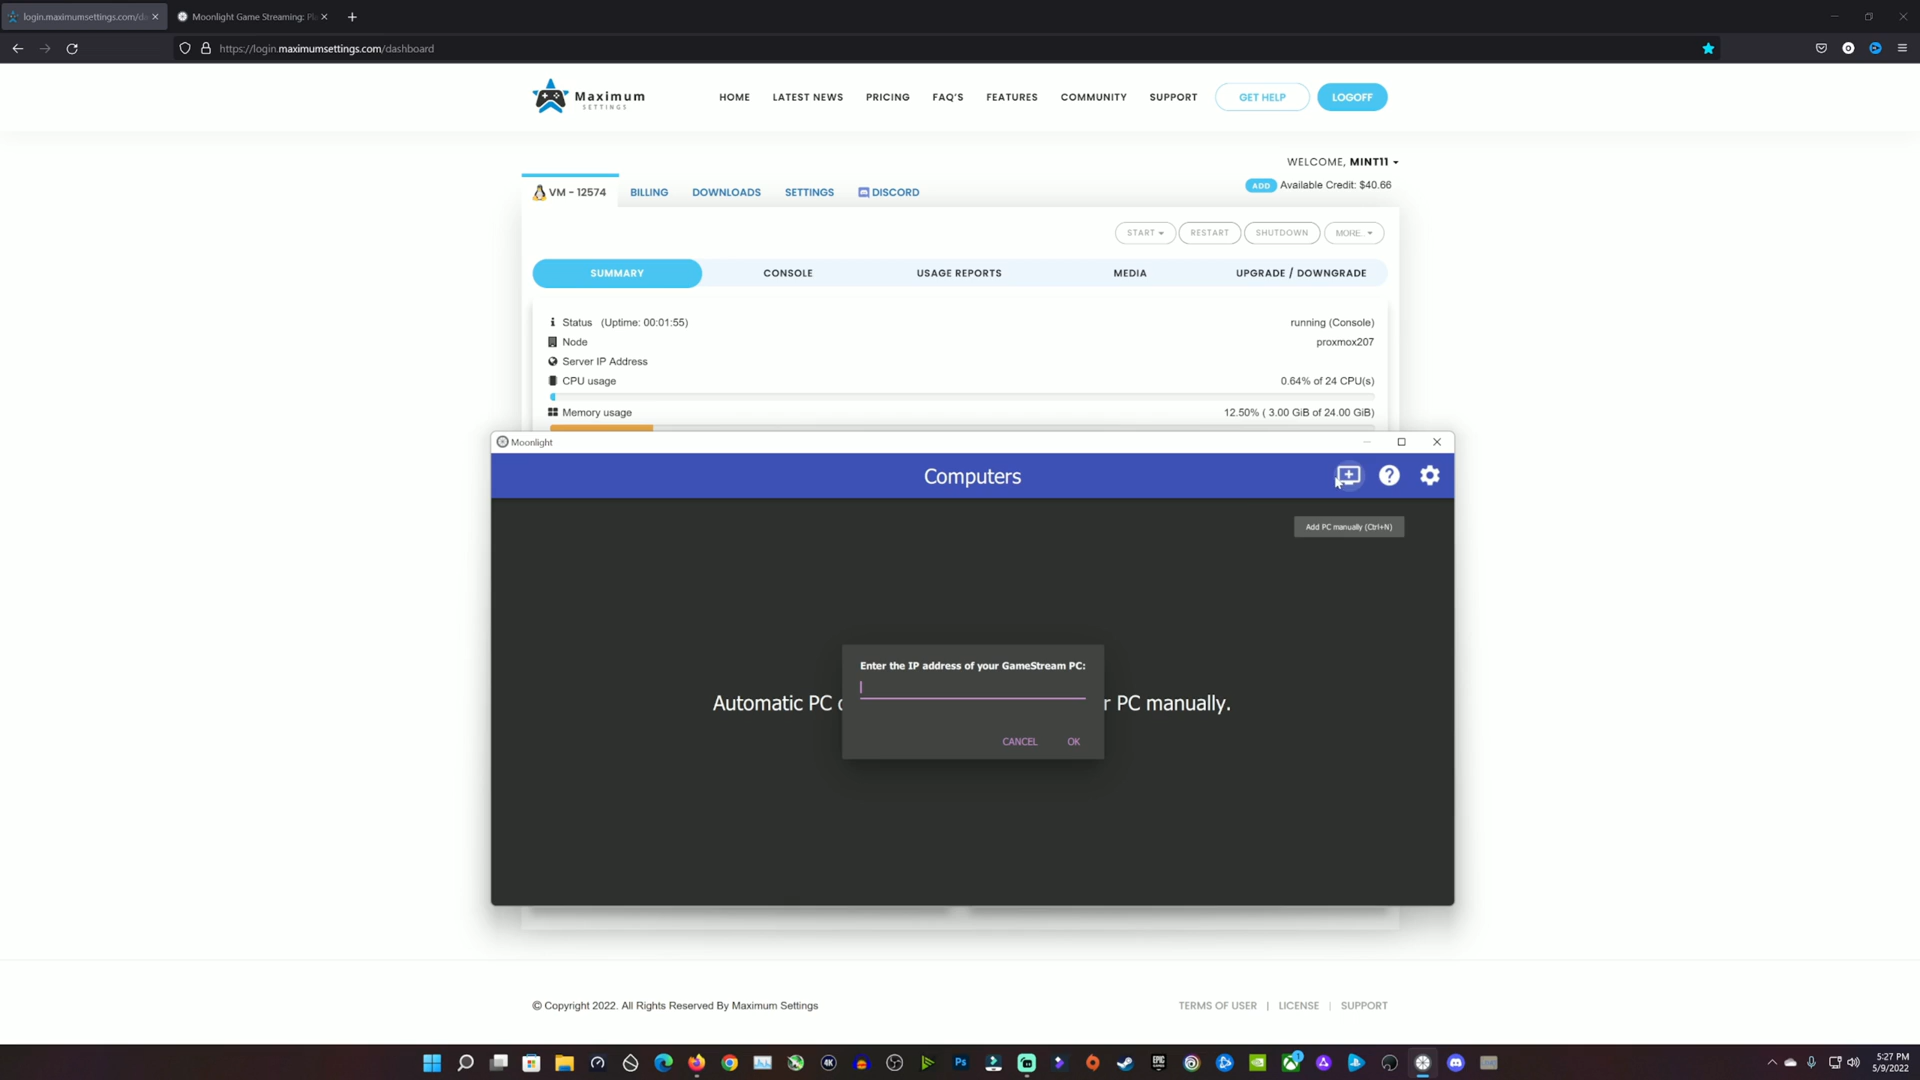 login.maximumsettings.com/da
Moonlight Game Streaming: Pl
https://login.maximumsettings.com/dashboard
Maximum
SETTINGS
HOME
LATEST NEWS
PRICING
FAQ'S
FEATURES
COMMUNITY
SUPPORT
GET HELP
LOGOFF
WELCOME, MINT11
ADD Available Credit: $40.66
VM - 12574
BILLING
DOWNLOADS
SETTINGS
DISCORD
START
RESTART
SHUTDOWN
MORE..
SUMMARY
CONSOLE
USAGE REPORTS
MEDIA
UPGRADE / DOWNGRADE
Status (Uptime: 00:01:55)
running (Console)
Node
proxmox207
Server IP Address
CPU usage
0.64% of 24 CPU(s)
Memory usage
12.50% ( 3.00 GiB of 24.00 GiB)
Moonlight
Computers
Add PC manually (Ctrl+N)
Enter the IP address of your GameStream PC:
Automatic PC
PC manually.
CANCEL
OK
© Copyright 2022. All Rights Reserved By Maximum Settings
TERMS OF USER | LICENSE | SUPPORT
4K
Ps
EPIC
GAMES
1
5:27 PM
5/9/2022